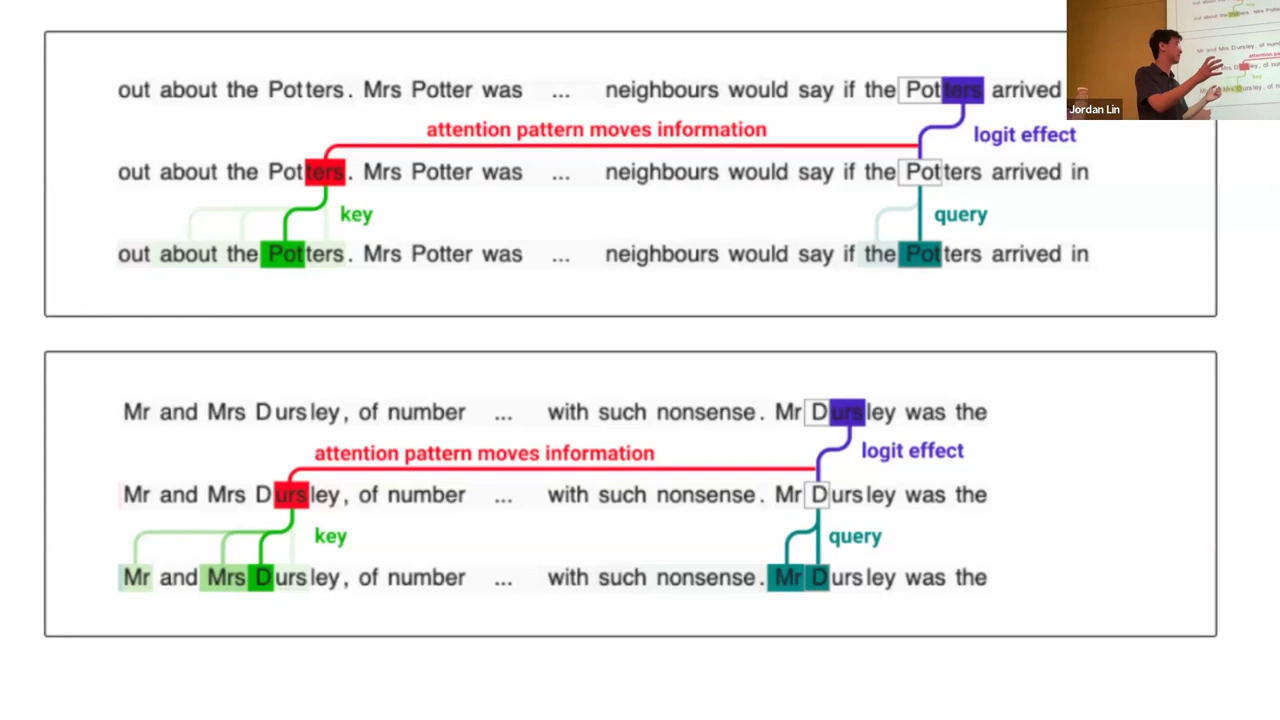 out about the Potters. Mrs Potter was ... neighbours would say if the Potters arrived
attention pattern moves information
logit effect
out about the Potters. Mrs Potter was ... neighbours would say if the Potters arrived in
key
query
out about the Potters. Mrs Potter was ... neighbours would say if the Potters arrived in
Mr and Mrs Dursley, of number ... with such nonsense. Mr Dursley was the
attention pattern moves information
logit effect
Mr and Mrs Dursley, of number ... with such nonsense. Mr Dursley was the
key
query
Mr and Mrs Dursley, of number ... with such nonsense. Mr Dursley was the
Jordan Lin